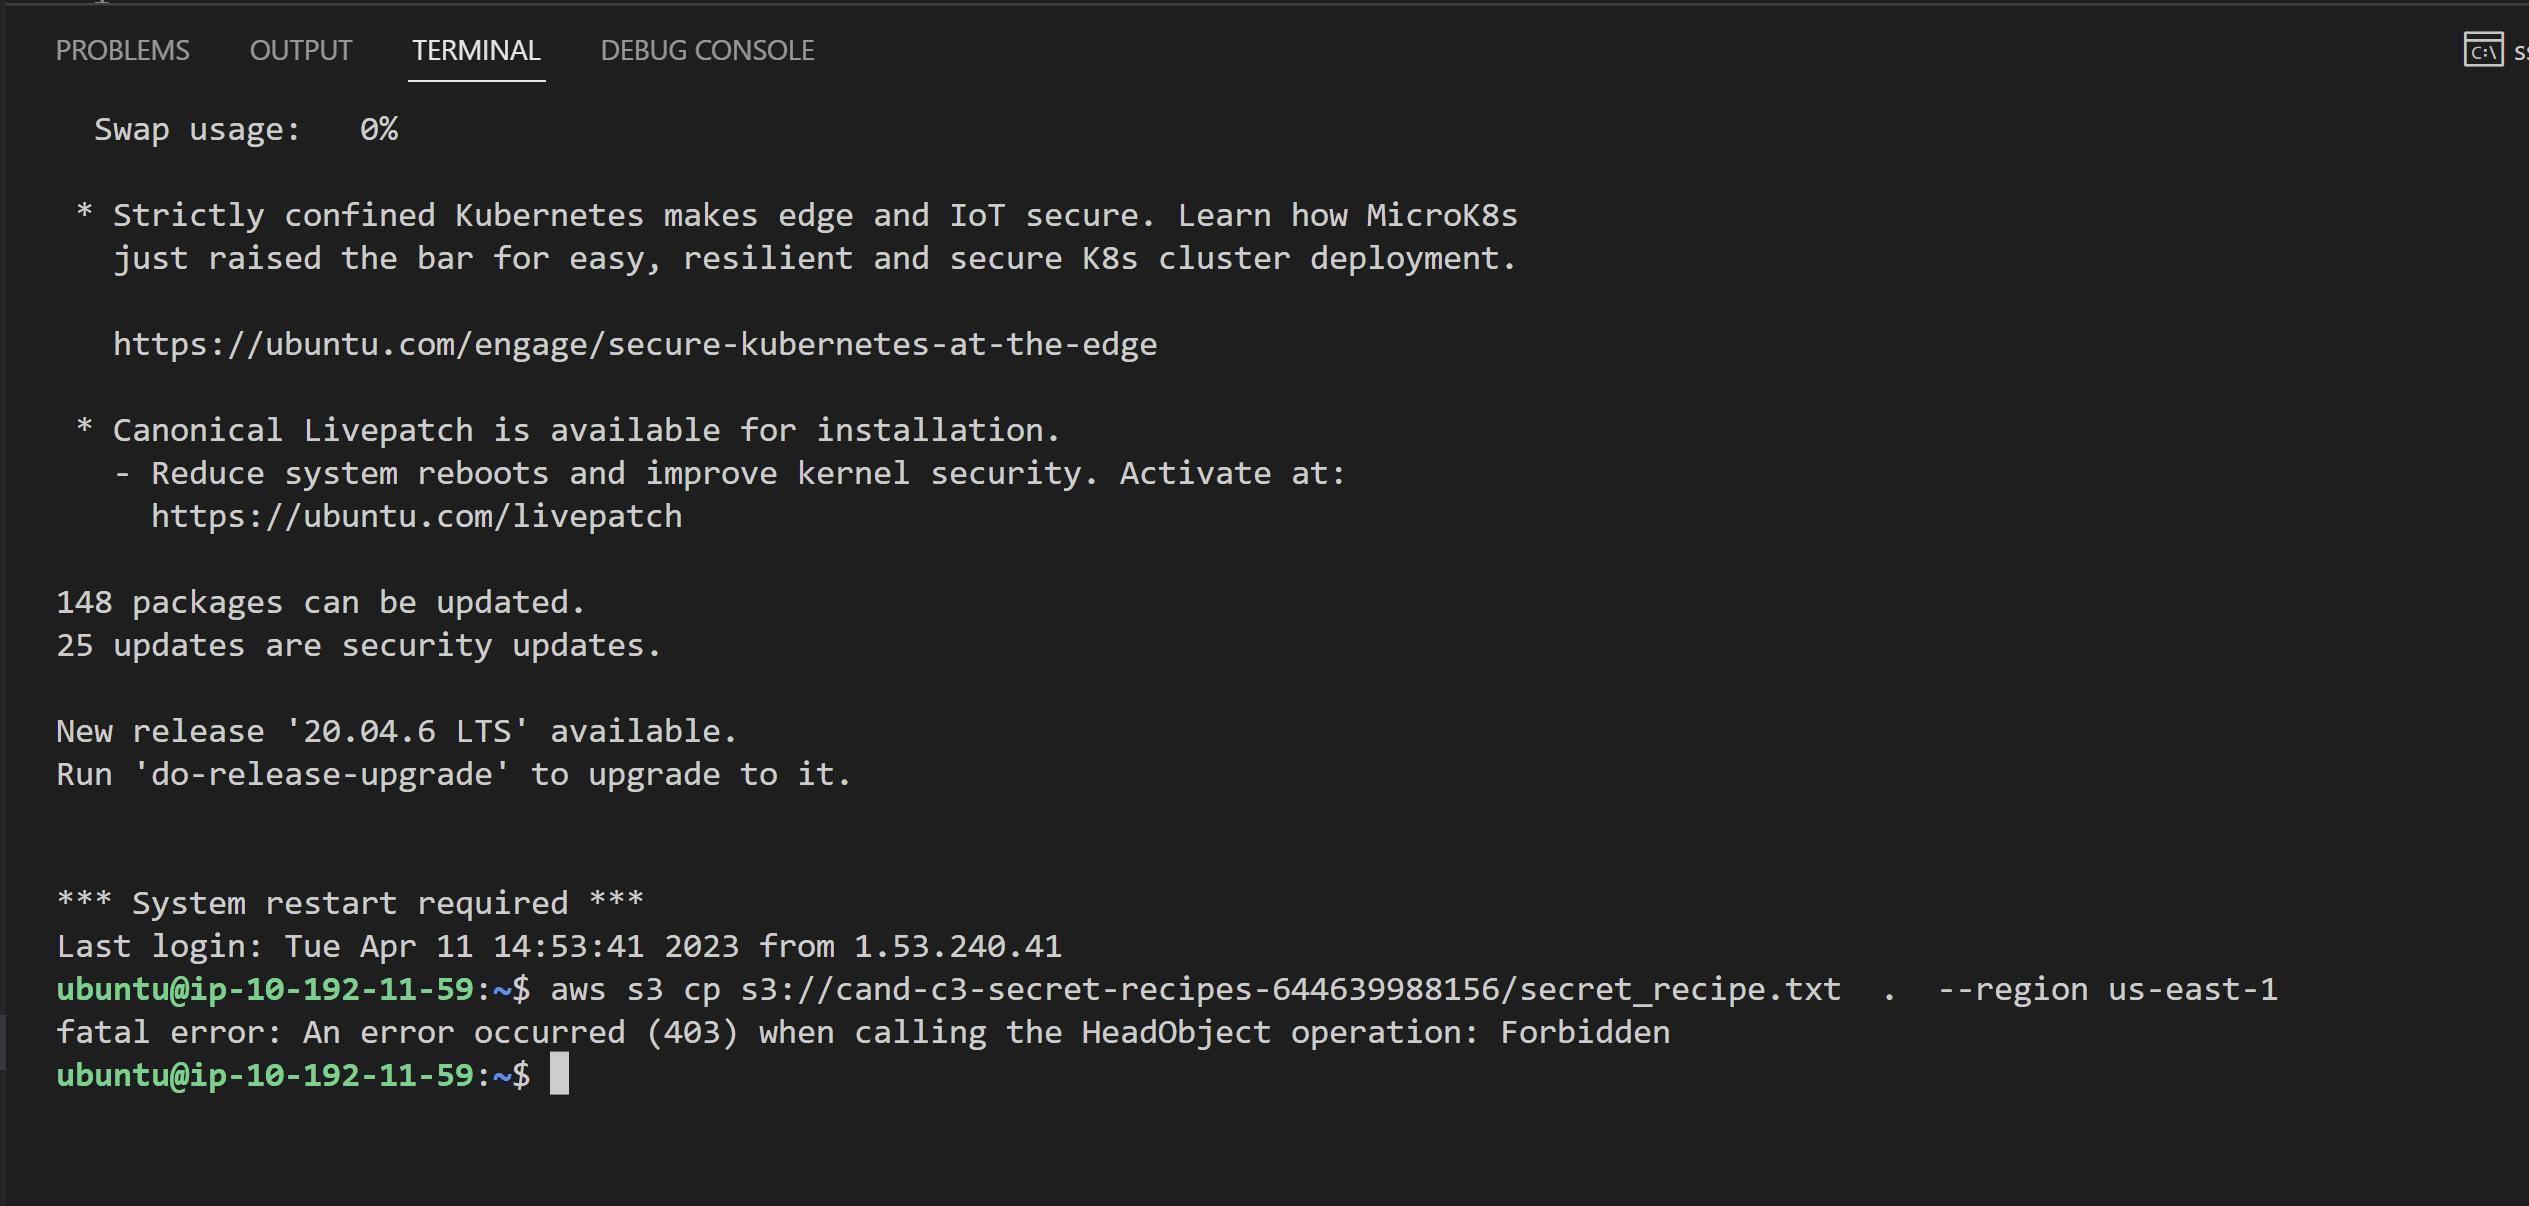 PROBLEMS OUTPUT TERMINAL DEBUG CONSOLE C:\
Swap usage: 0%
* Strictly confined Kubernetes makes edge and IoT secure. Learn how MicroK8s
just raised the bar for easy, resilient and secure K8s cluster deployment.
https://ubuntu.com/engage/secure-kubernetes-at-the-edge
* Canonical Livepatch is available for installation.
- Reduce system reboots and improve kernel security. Activate at:
https://ubuntu.com/livepatch
148 packages can be updated.
25 updates are security updates.
New release '20.04.6 LTS' available.
Run 'do-release-upgrade' to upgrade to it.
*** System restart required ***
Last login: Tue Apr 11 14:53:41 2023 from 1.53.240.41
ubuntu@ip-10-192-11-59:~$ aws s3 cp s3://cand-c3-secret-recipes-644639988156/secret_recipe.txt . --region us-east-1
fatal error: An error occurred (403) when calling the HeadObject operation: Forbidden
ubuntu@ip-10-192-11-59:~$